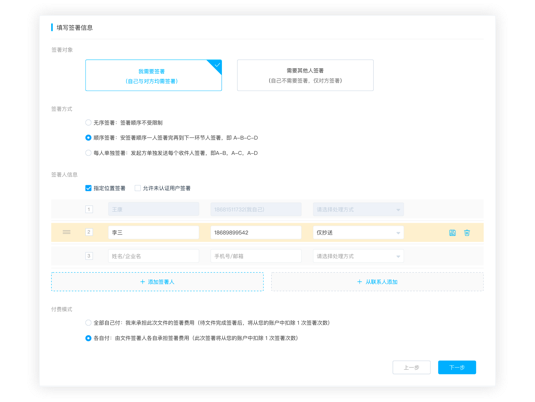 填写签署信息
签署对象
我需要签署
(自己与对方均需签署)
需要其他人签署
(自己不需要签署，仅对方签署)
签署方式
无序签署：签署顺序不受限制
顺序签署：安签署顺序一人签署完再到下一环节人签署，即 A-B-C-D
每人单独签署：发起方单独发送每个收件人签署，即A-B、A-C、A-D
签署人信息
指定位置签署 允许未认证用户签署
1 请选择处理方式
2 李三 18689899542 仅抄送
3 姓名/企业名 手机号/邮箱 请选择处理方式
+ 添加签署人 + 从联系人添加
付费模式
全部自己付：我来承担此次文件的签署费用（待文件完成签署后，将从您的账户中扣除 1 次签署次数）
各自付：由文件签署人各自承担签署费用（此次签署将从您的账户中扣除 1 次签署次数）
上一步 下一步